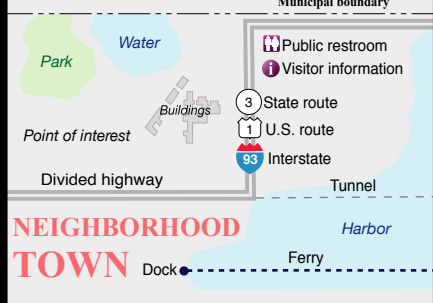 Municipal boundary
Water
Park
Public restroom
i Visitor information
Buildings
3 State route
Point of interest
1 U.S. route
93 Interstate
Divided highway
Tunnel
NEIGHBORHOOD
Harbor
TOWN
Dock
Ferry